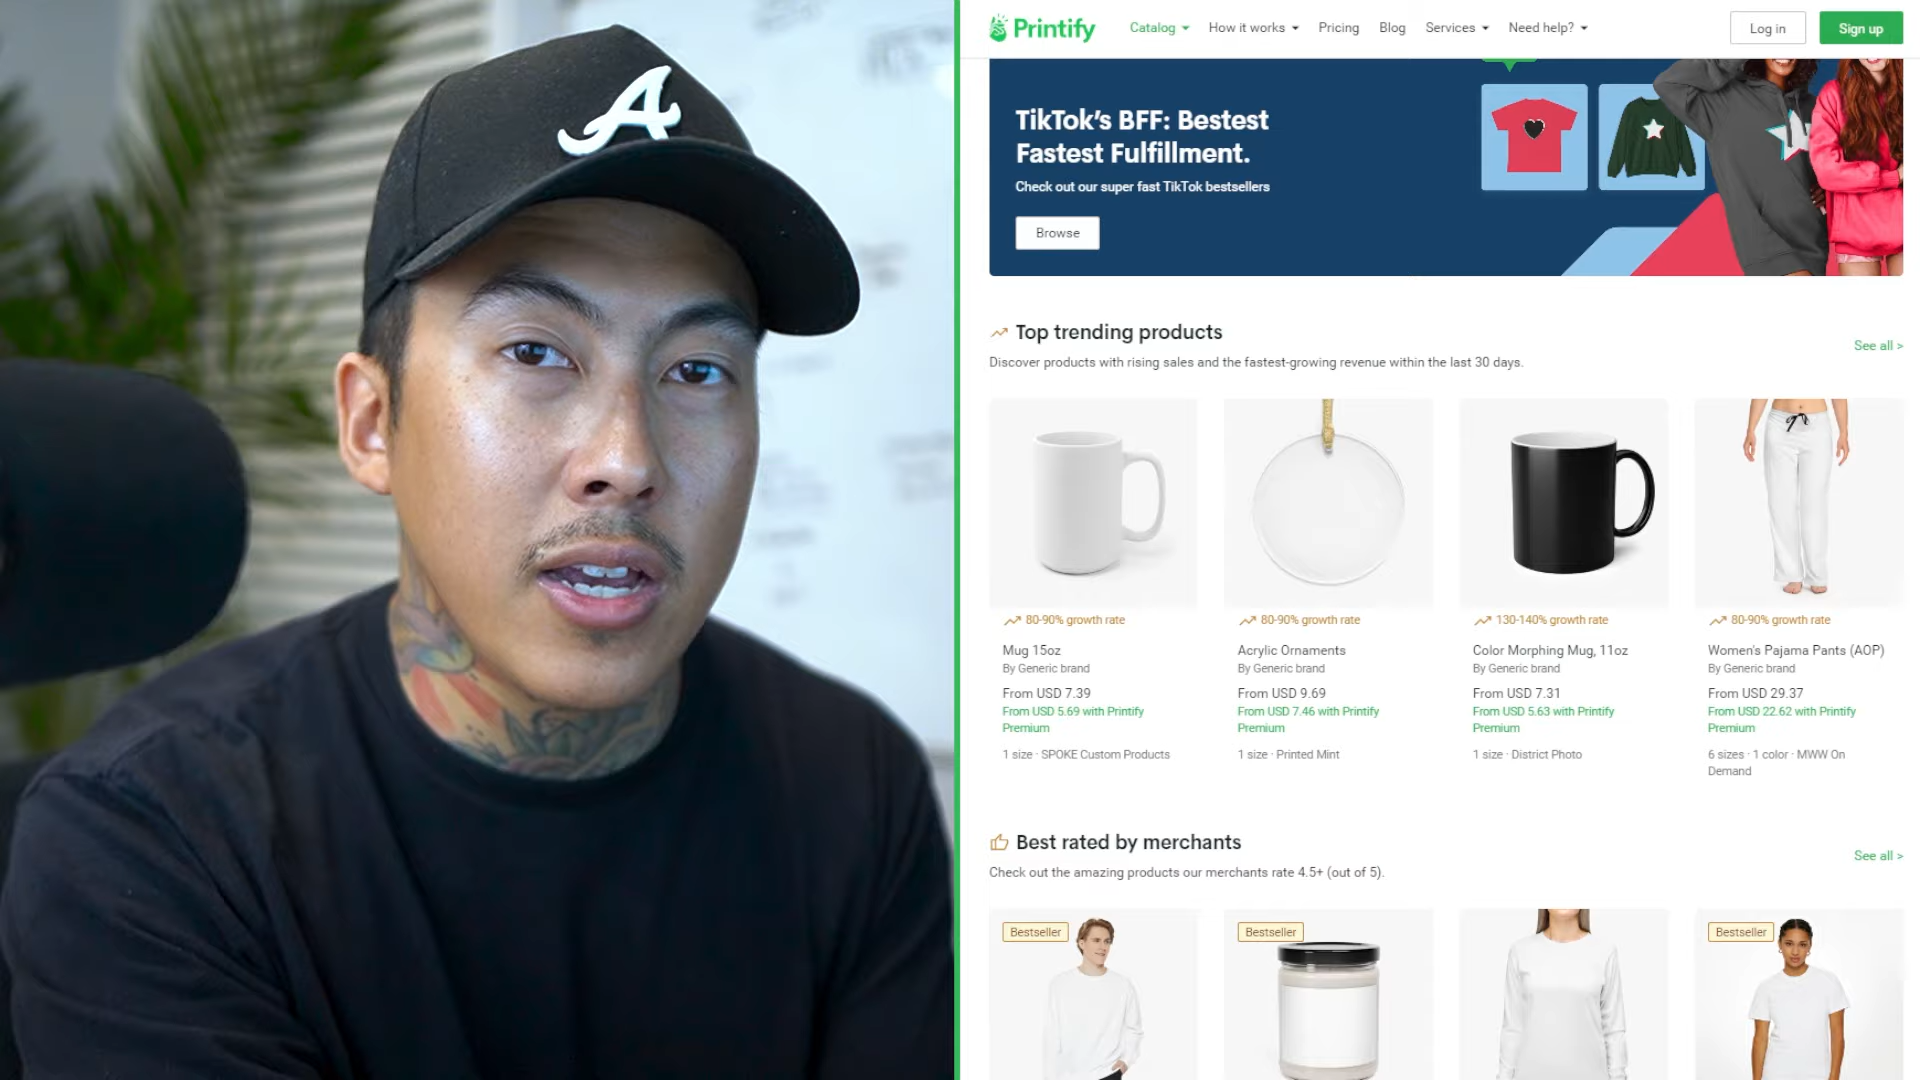 A
Printify
Catalog
How it works
Pricing
Blog
Services
Need help?
Log in
Sign up
TikTok’s BFF: Bestest
Fastest Fulfillment.
Check out our super fast TikTok bestsellers
Browse
Top trending products
See all >
Discover products with rising sales and the fastest-growing revenue within the last 30 days.
80-90% growth rate
Mug 15oz
By Generic brand
From USD 7.39
From USD 5.69 with Printify
Premium
1 size · SPOKE Custom Products
80-90% growth rate
Acrylic Ornaments
By Generic brand
From USD 9.69
From USD 7.46 with Printify
Premium
1 size · Printed Mint
130-140% growth rate
Color Morphing Mug, 11oz
By Generic brand
From USD 7.31
From USD 5.63 with Printify
Premium
1 size · District Photo
80-90% growth rate
Women's Pajama Pants (AOP)
By Generic brand
From USD 29.37
From USD 22.62 with Printify
Premium
6 sizes · 1 color · MWW On
Demand
Best rated by merchants
See all >
Check out the amazing products our merchants rate 4.5+ (out of 5).
Bestseller
Bestseller
Bestseller